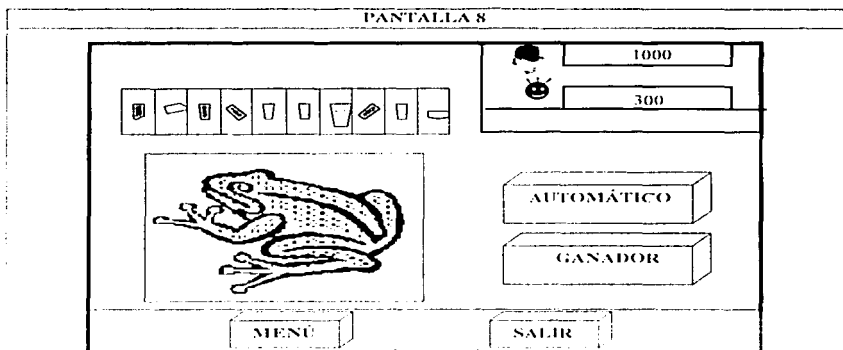 PANTALLA 8
1000
300
AUTOMÁTICO
GANADOR
MENÚ
SALIR